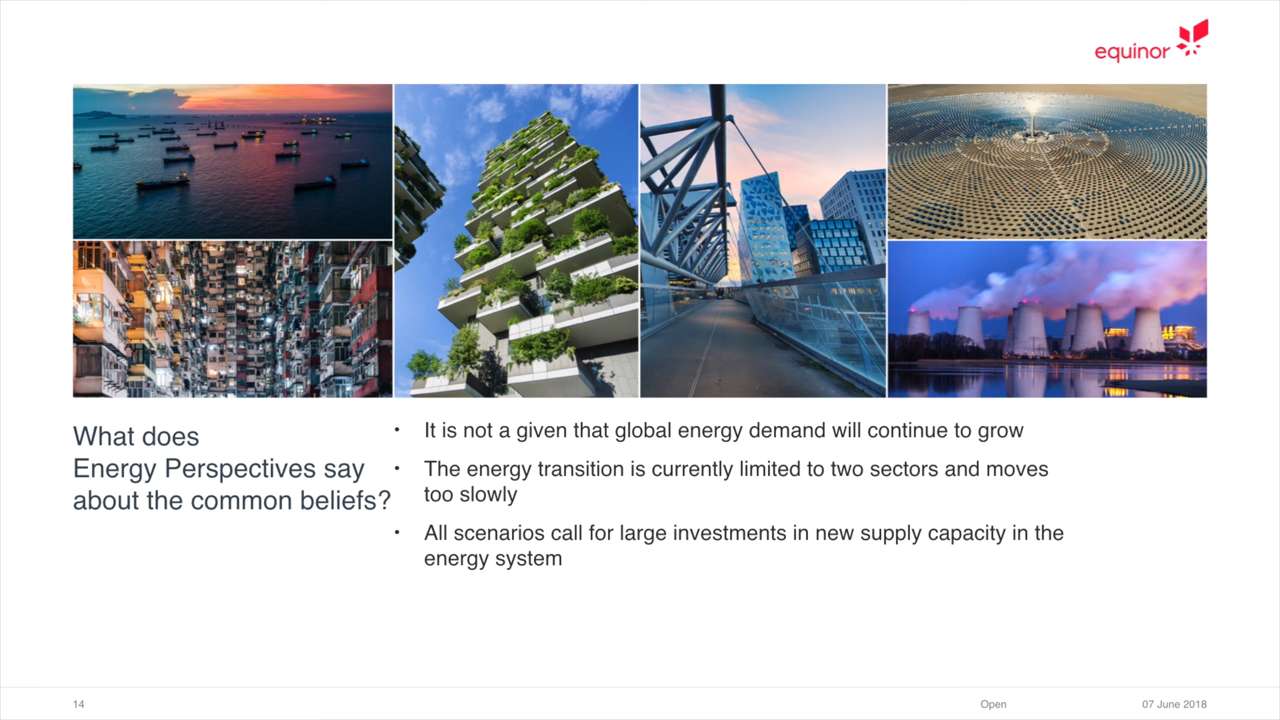 equinor
What does
Energy Perspectives say
about the common beliefs?
• It is not a given that global energy demand will continue to grow
• The energy transition is currently limited to two sectors and moves
too slowly
• All scenarios call for large investments in new supply capacity in the
energy system
14
Open
07 June 2018